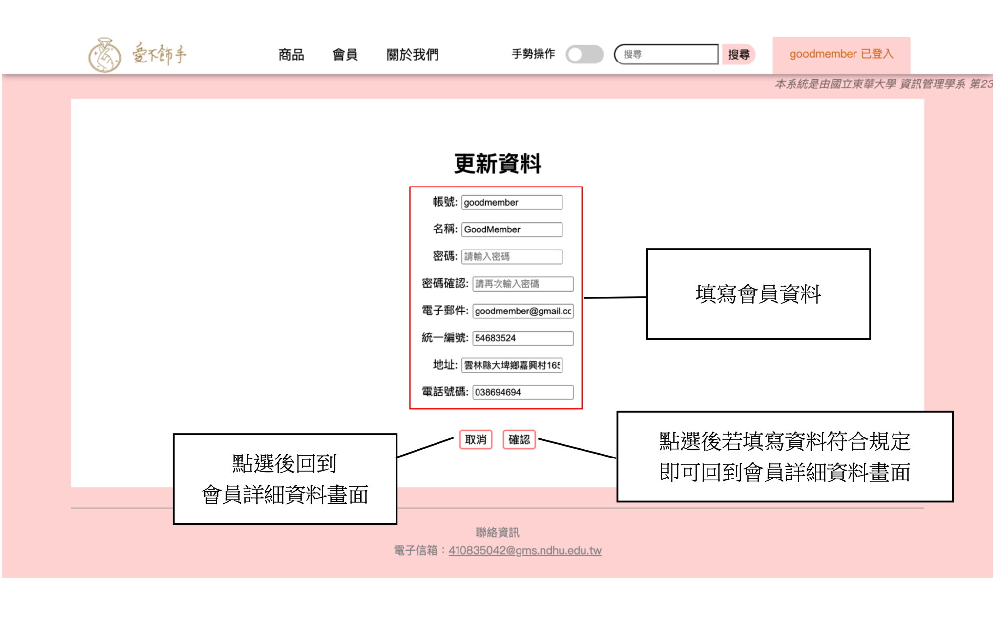 愛不飾手
商品 會員 關於我們 手勢操作 搜尋 搜尋 goodmember 已登入
本系統是由國立東華大學 資訊管理學系 第23
更新資料
帳號: goodmember
名稱: GoodMember
密碼: 請輸入密碼
密碼確認: 請再次輸入密碼
電子郵件: goodmember@gmail.cc
統一編號: 54683524
地址: 雲林縣大埤鄉嘉興村165
電話號碼: 038694694
填寫會員資料
取消 確認
點選後回到
會員詳細資料畫面
點選後若填寫資料符合規定
即可回到會員詳細資料畫面
聯絡資訊
電子信箱：410835042@gms.ndhu.edu.tw